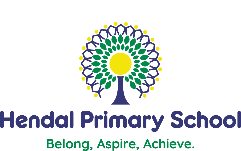 Hendal Primary School
Belong, Aspire, Achieve.